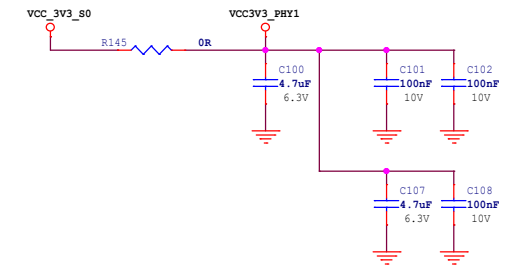 VCC_3V3_S0
VCC3V3_PHY1
R145 0R
C100
4.7uF
6.3V
C101
100nF
10V
C102
100nF
10V
C107
4.7uF
6.3V
C108
100nF
10V